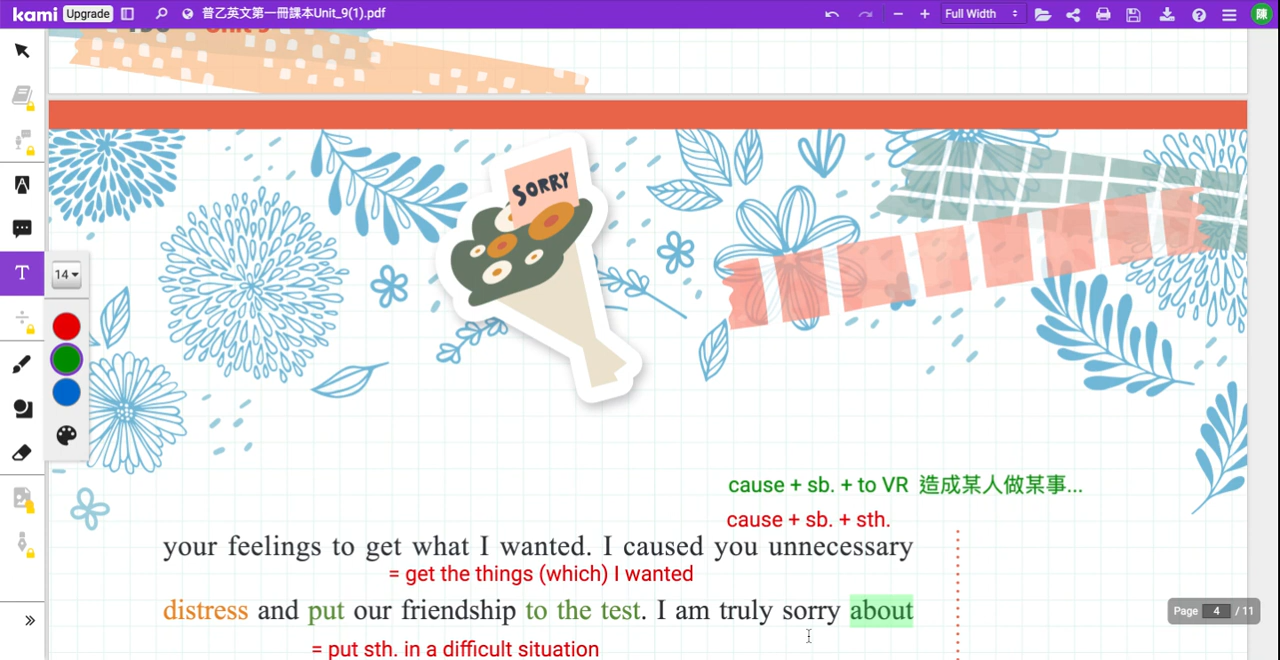 kami Upgrade 普乙英文第一冊課本Unit_9(1).pdf Full Width 陳
SORRY
T 14
cause + sb. + to VR 造成某人做某事...
cause + sb. + sth.
your feelings to get what I wanted. I caused you unnecessary
= get the things (which) I wanted
distress and put our friendship to the test. I am truly sorry about
Page 4 / 11
= put sth. in a difficult situation